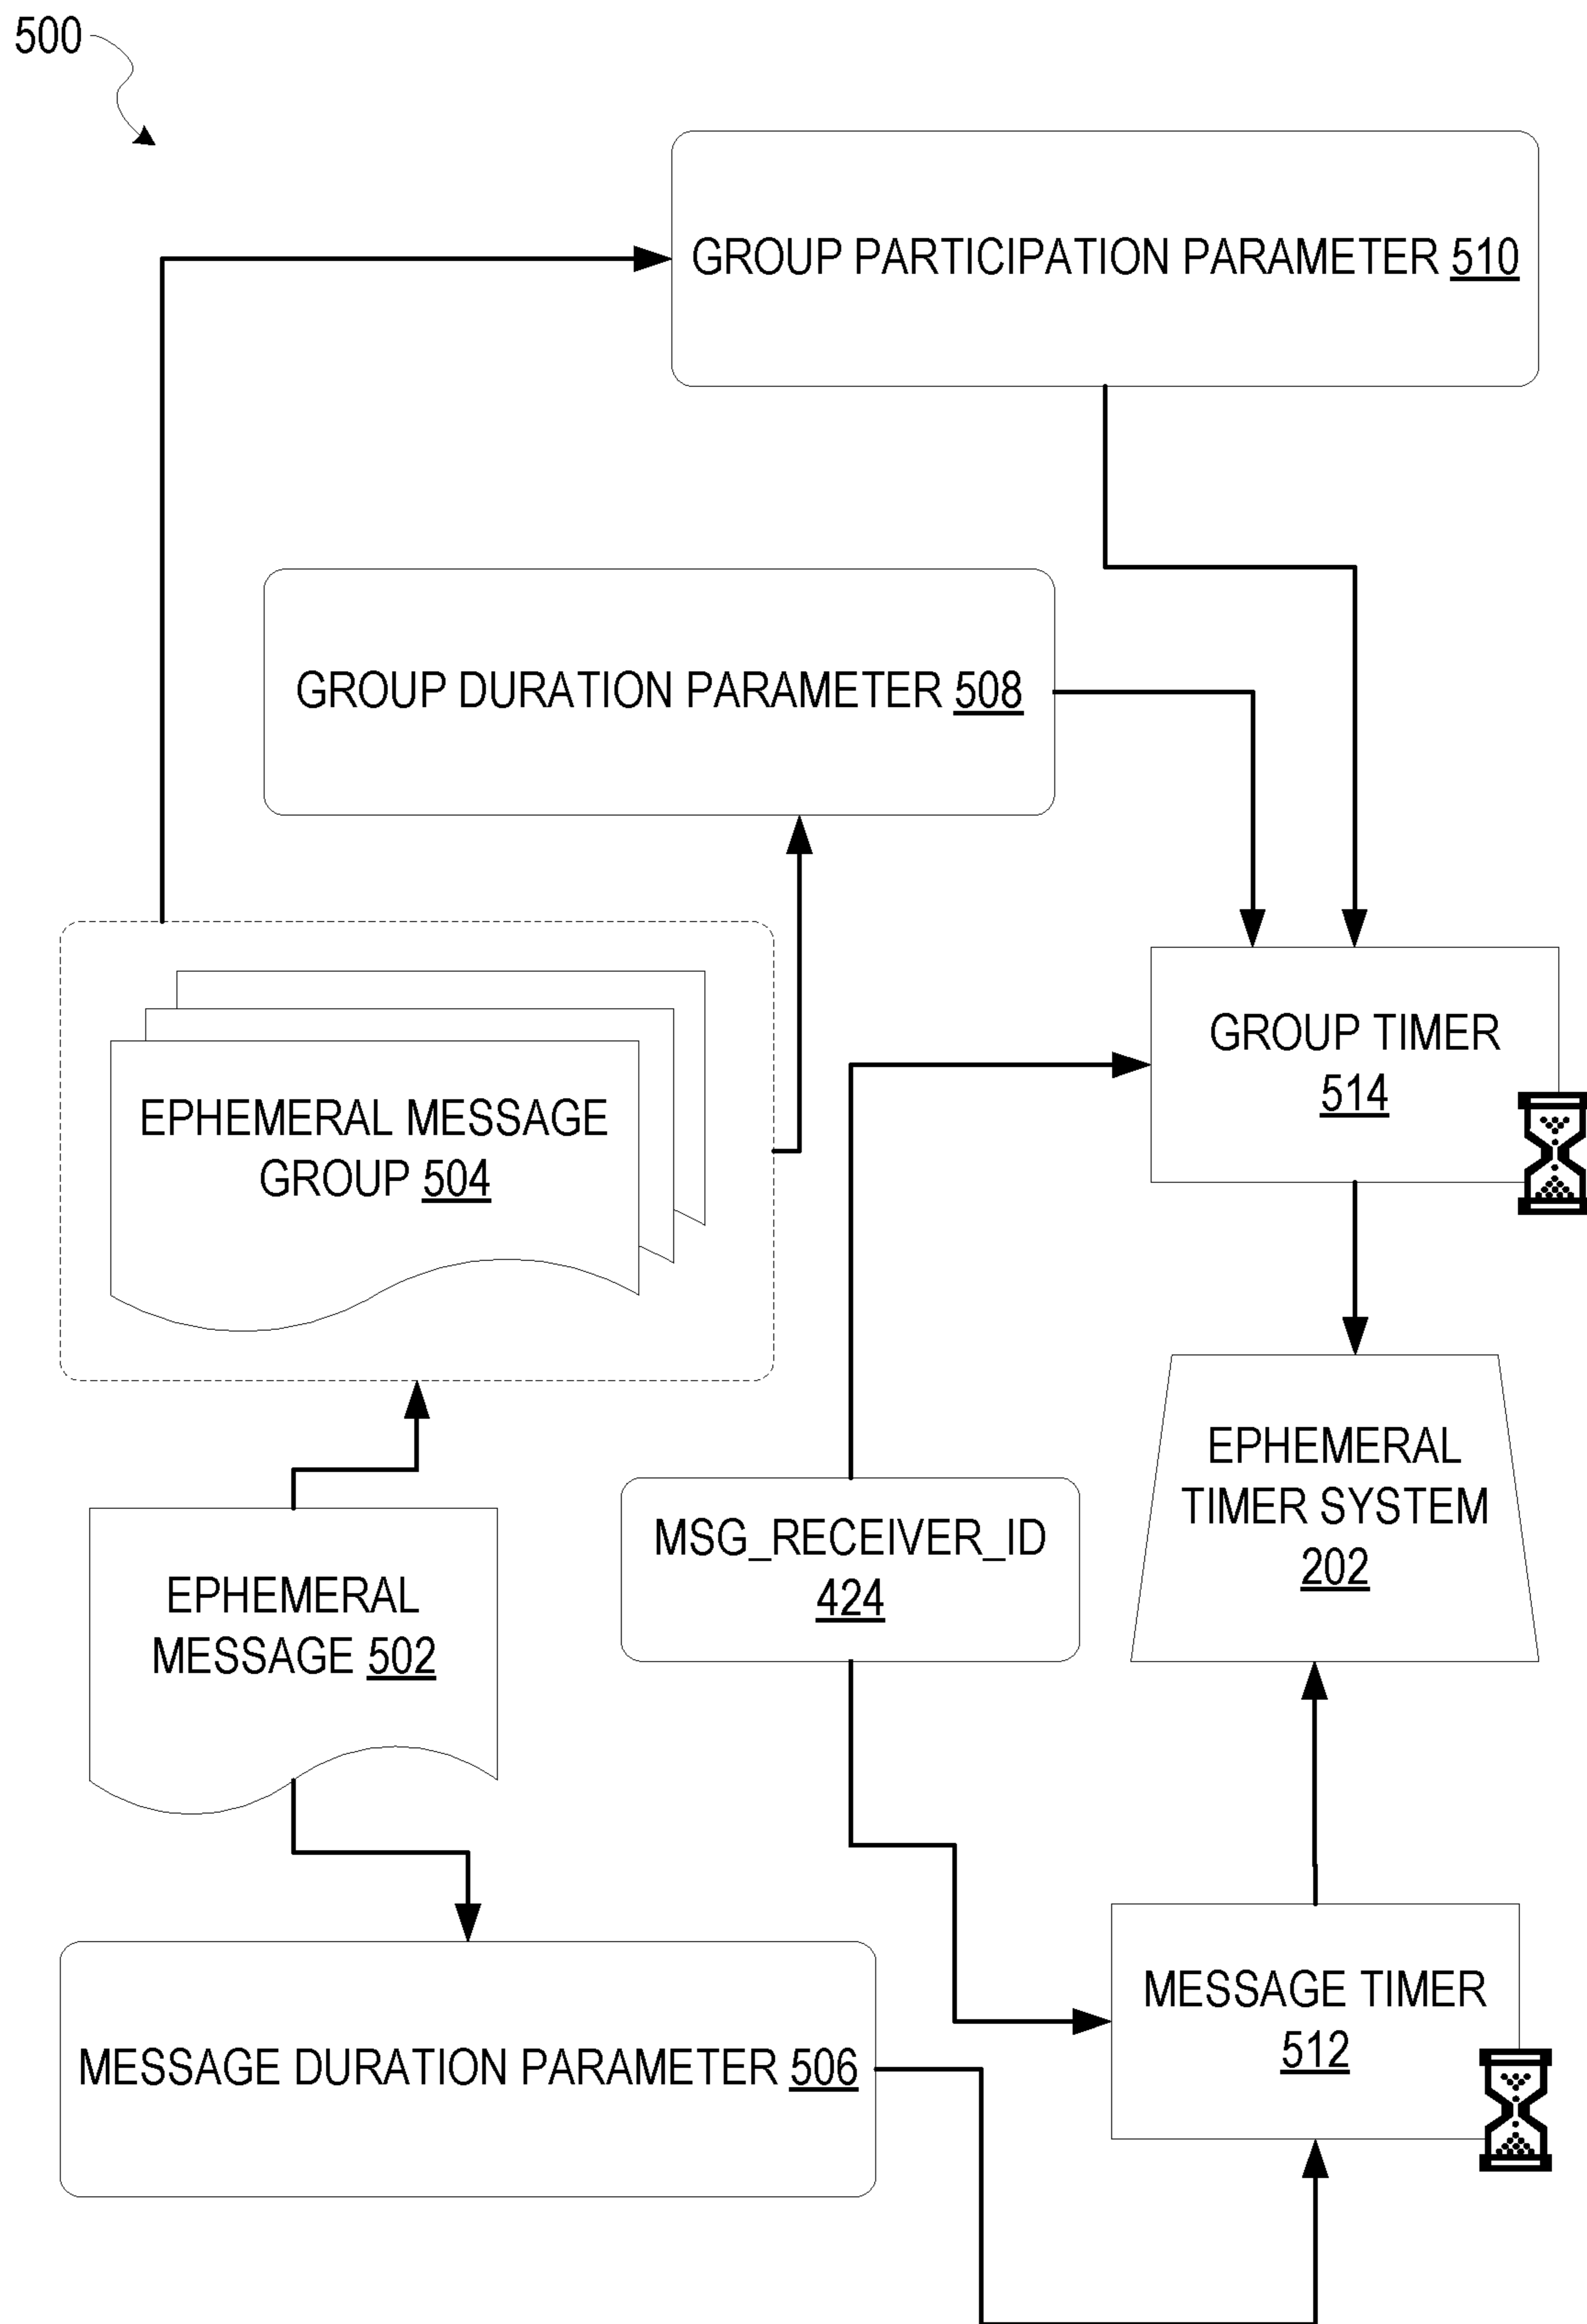 500
GROUP PARTICIPATION PARAMETER 510
GROUP DURATION PARAMETER 508
GROUP TIMER
514
EPHEMERAL MESSAGE
GROUP 504
EPHEMERAL
TIMER SYSTEM
202
MSG_RECEIVER_ID
424
EPHEMERAL
MESSAGE 502
MESSAGE TIMER
512
MESSAGE DURATION PARAMETER 506